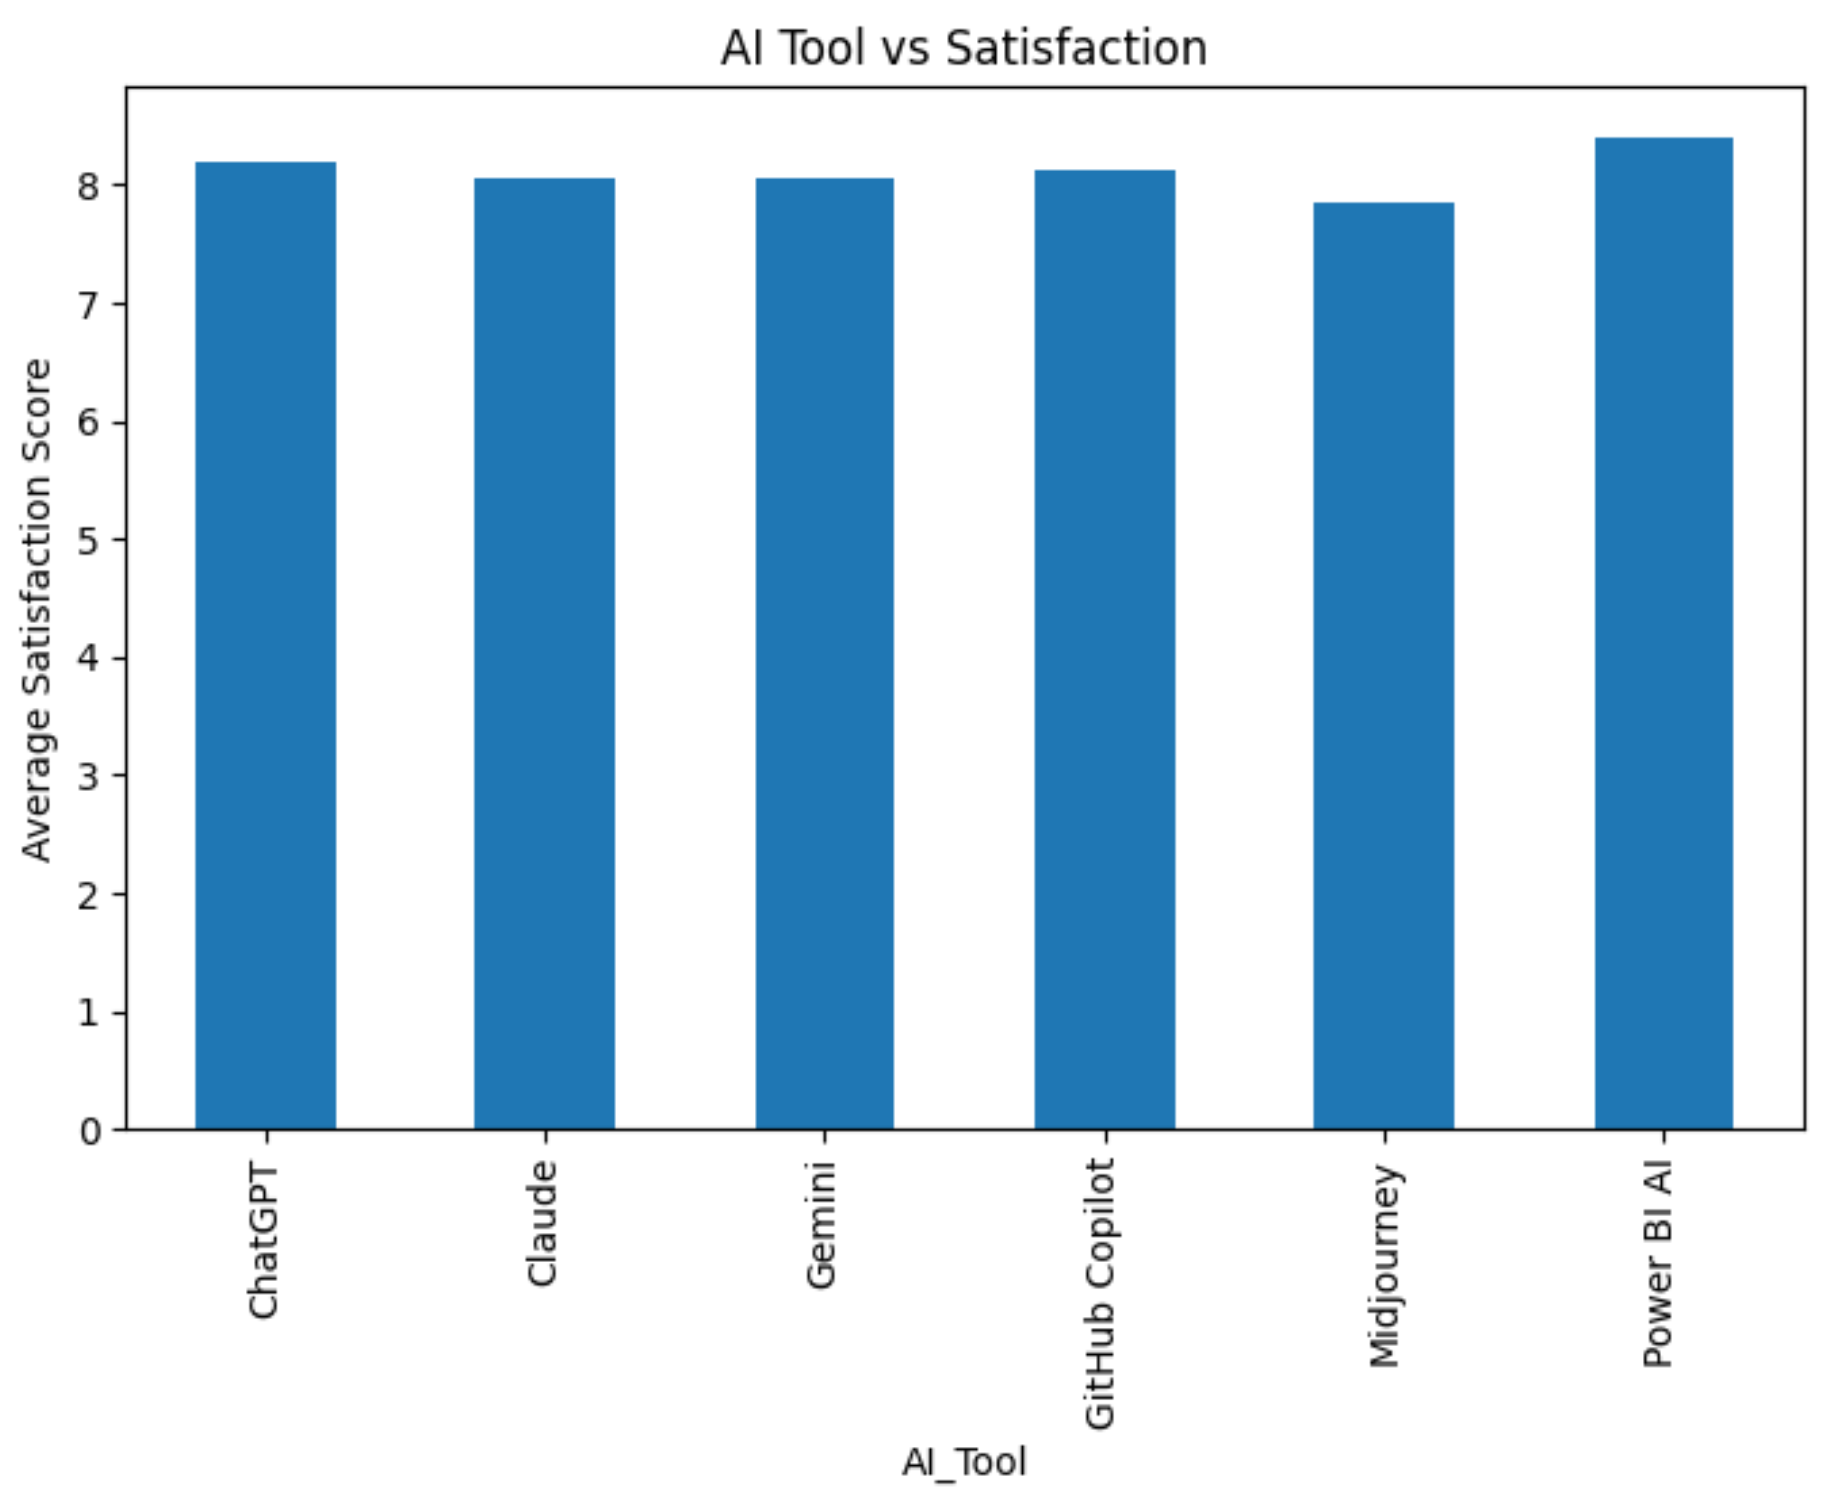 AI Tool vs Satisfaction
Average Satisfaction Score
8
7
6
5
4
3
2
1
0
ChatGPT
Claude
Gemini
GitHub Copilot
Midjourney
Power BI AI
AI_Tool